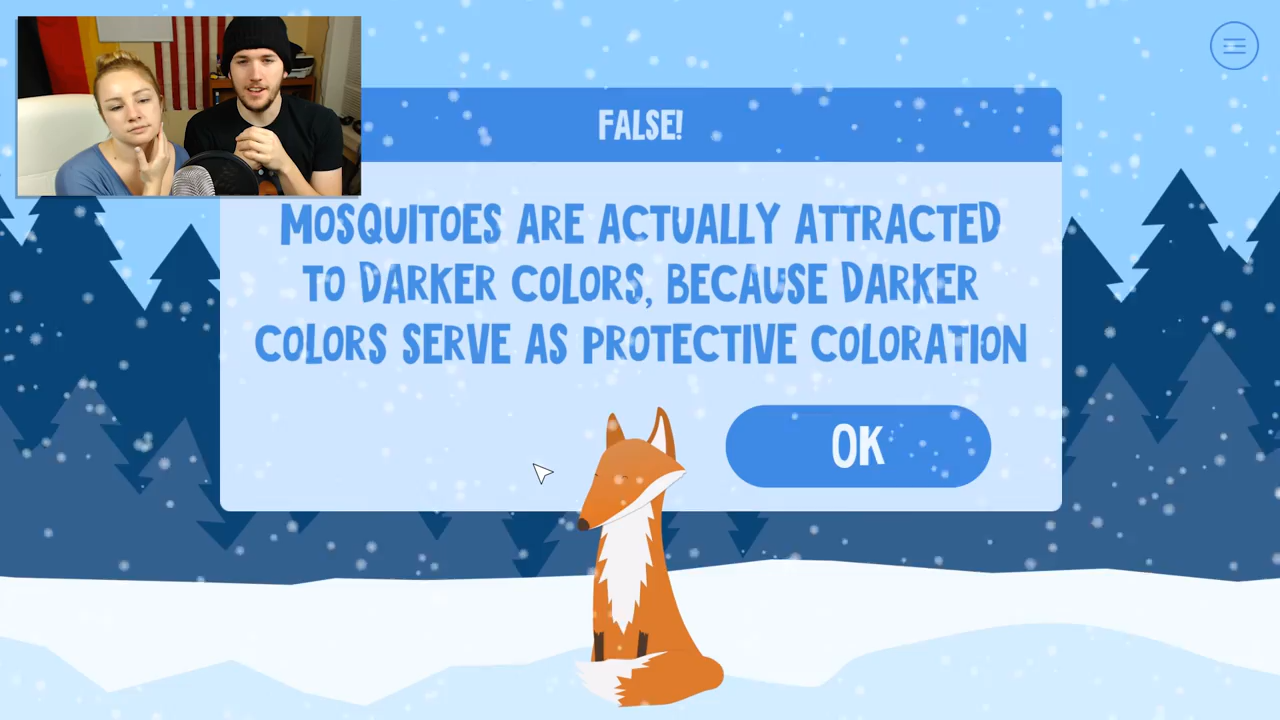 FALSE!
MOSQUITOES ARE ACTUALLY ATTRACTED
TO DARKER COLORS, BECAUSE DARKER
COLORS SERVE AS PROTECTIVE COLORATION
OK